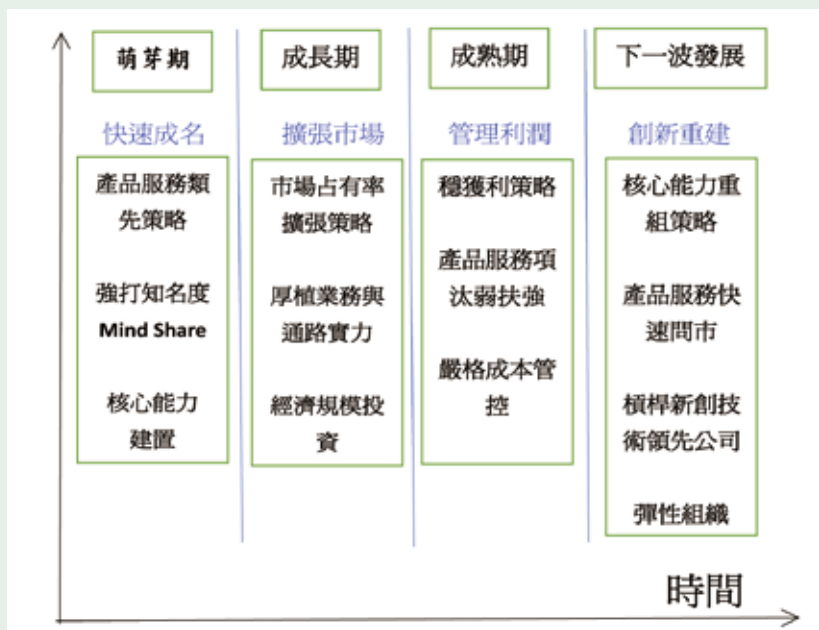 萌芽期
快速成名
產品服務類
先策略
強打知名度
Mind Share
核心能力
建置
成長期
擴張市場
市場占有率
擴張策略
厚植業務與
通路實力
經濟規模投
資
成熟期
管理利潤
穩獲利策略
產品服務項
汰弱扶強
嚴格成本管
控
下一波發展
創新重建
核心能力重
組策略
產品服務快
速問市
槓桿新創技
術領先公司
彈性組織
時間